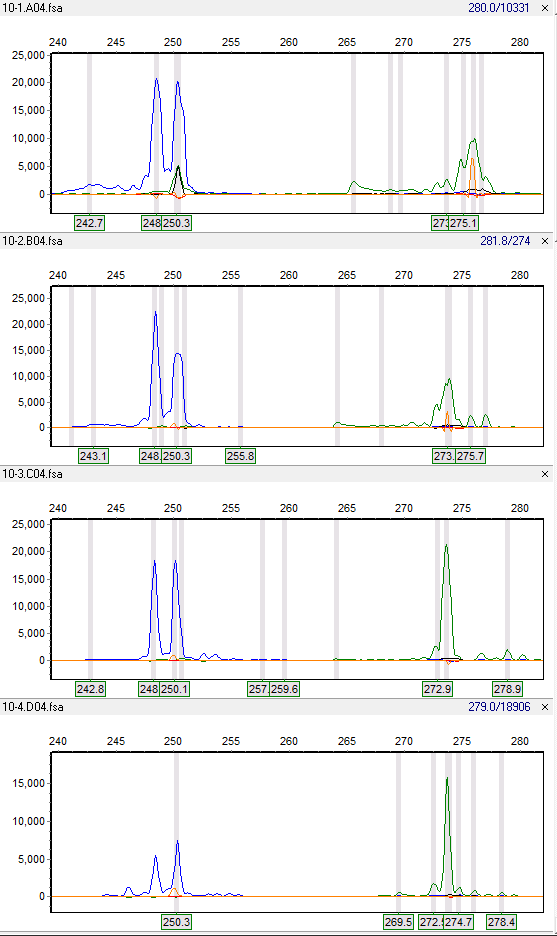 10-1.A04.fsa 280.0/10331 ×
240 245 250 255 260 265 270 275 280
25,000
20,000
15,000
10,000
5,000
0
242.7 248 250.3 273 275.1
10-2.B04.fsa 281.8/274 ×
240 245 250 255 260 265 270 275 280
25,000
20,000
15,000
10,000
5,000
0
243.1 248. 250.3 255.8 273. 275.7
10-3.C04.fsa ×
240 245 250 255 260 265 270 275 280
25,000
20,000
15,000
10,000
5,000
0
242.8 248 250.1 257. 259.6 272.9 278.9
10-4.D04.fsa 279.0/18906 ×
240 245 250 255 260 265 270 275 280
15,000
10,000
5,000
0
250.3 269.5 272. 274.7 278.4